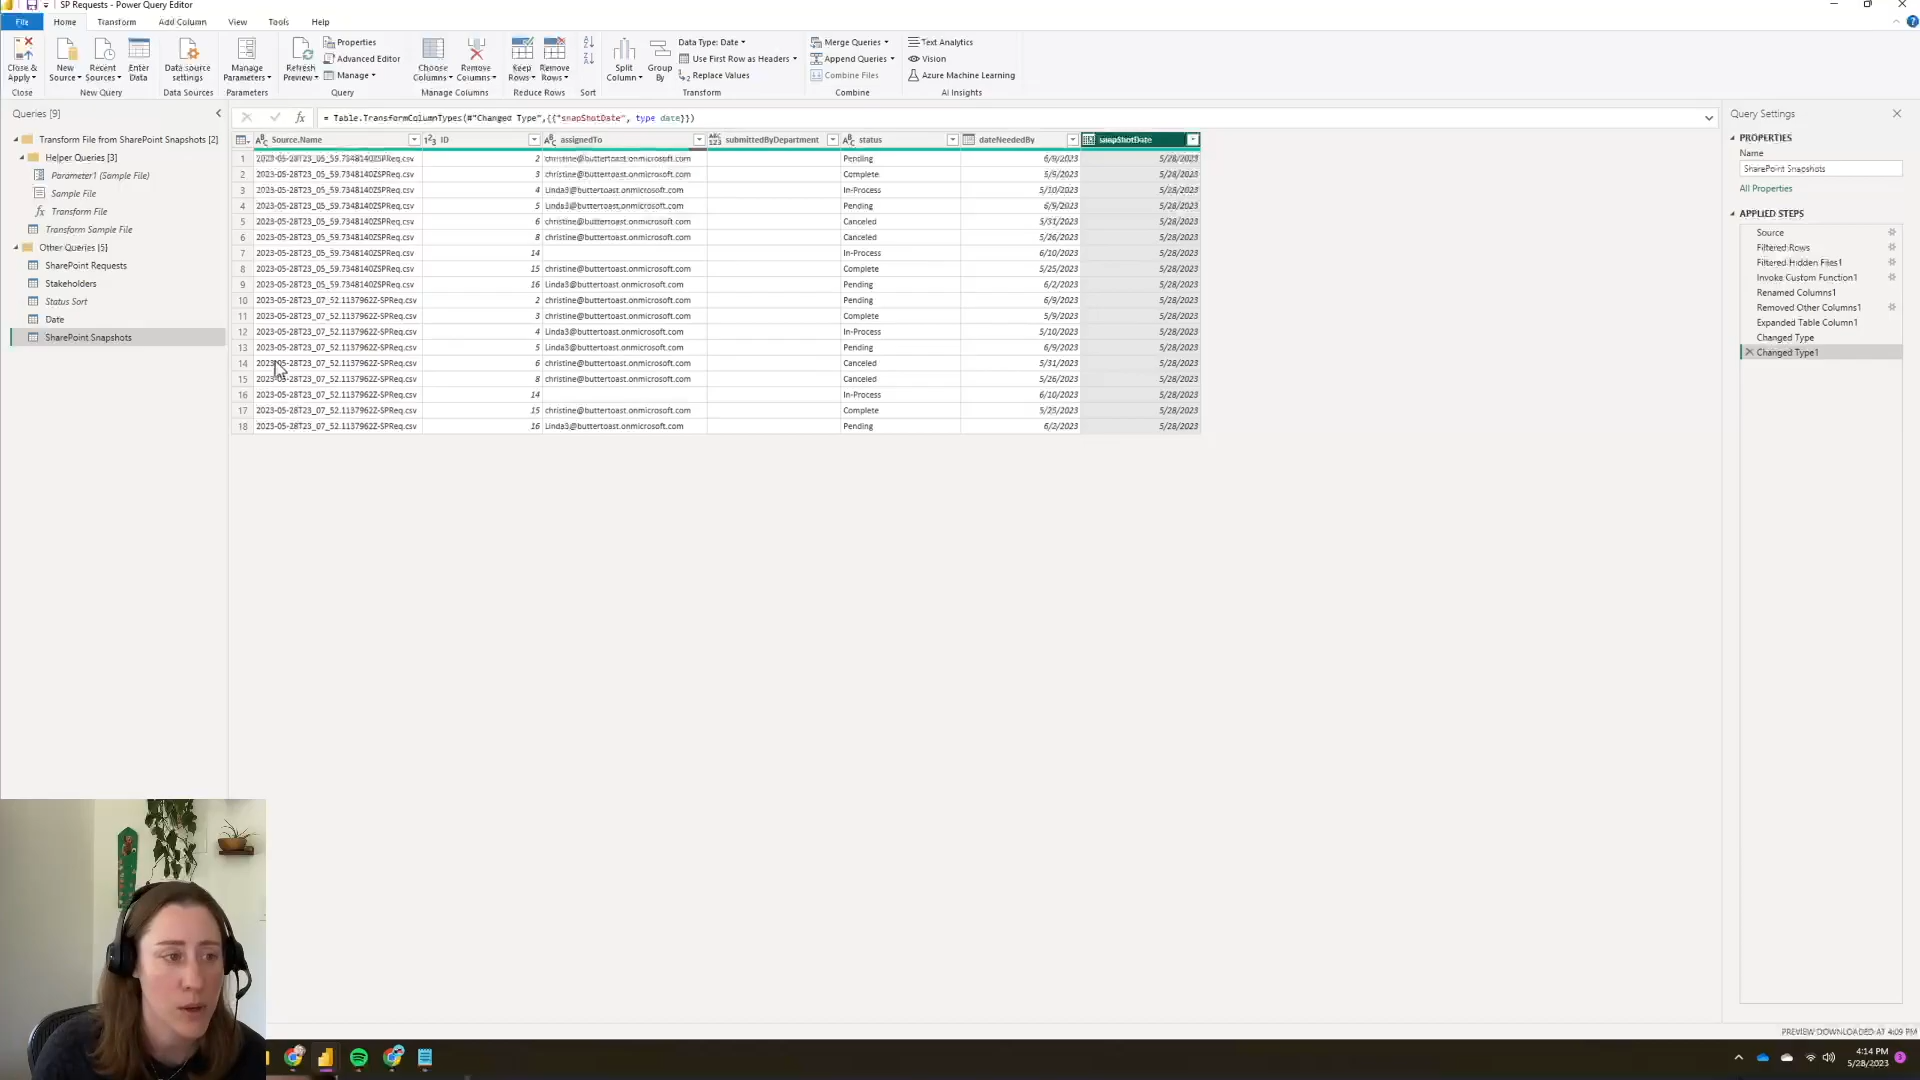 SP Requests - Power Query Editor
File Home Transform Add Column View Tools Help
Close & Apply
New Source
Recent Sources
Enter Data
Data source settings
Manage Parameters
Refresh Preview
Properties
Advanced Editor
Manage
Choose Columns
Remove Columns
Keep Rows
Remove Rows
Split Column
Group By
Data Type: Date
Use First Row as Headers
Replace Values
Merge Queries
Append Queries
Combine Files
Text Analytics
Vision
Azure Machine Learning
Close New Query Data Sources Parameters Query Manage Columns Reduce Rows Sort Transform Combine AI Insights
Queries [9]
Transform File from SharePoint Snapshots [2]
Helper Queries [3]
Parameter1 (Sample File)
Sample File
Transform File
Transform Sample File
Other Queries [5]
SharePoint Requests
Stakeholders
Status Sort
Date
SharePoint Snapshots
= Table.TransformColumnTypes(#"Changed Type",{{"snapShotDate", type date}})
Source.Name ID assignedTo submittedByDepartment status dateNeededBy snapShotDate
1 2023-05-28T23_05_59.7348140ZSPReq.csv 2 christine@buttertoast.onmicrosoft.com Pending 6/9/2023 5/28/2023
2 2023-05-28T23_05_59.7348140ZSPReq.csv 3 christine@buttertoast.onmicrosoft.com Complete 5/9/2023 5/28/2023
3 2023-05-28T23_05_59.7348140ZSPReq.csv 4 Linda3@buttertoast.onmicrosoft.com In-Process 5/10/2023 5/28/2023
4 2023-05-28T23_05_59.7348140ZSPReq.csv 5 Linda3@buttertoast.onmicrosoft.com Pending 6/9/2023 5/28/2023
5 2023-05-28T23_05_59.7348140ZSPReq.csv 6 christine@buttertoast.onmicrosoft.com Canceled 5/31/2023 5/28/2023
6 2023-05-28T23_05_59.7348140ZSPReq.csv 8 christine@buttertoast.onmicrosoft.com Canceled 5/26/2023 5/28/2023
7 2023-05-28T23_05_59.7348140ZSPReq.csv 14 In-Process 6/10/2023 5/28/2023
8 2023-05-28T23_05_59.7348140ZSPReq.csv 15 christine@buttertoast.onmicrosoft.com Complete 5/25/2023 5/28/2023
9 2023-05-28T23_05_59.7348140ZSPReq.csv 16 Linda3@buttertoast.onmicrosoft.com Pending 6/2/2023 5/28/2023
10 2023-05-28T23_07_52.1137962Z-SPReq.csv 2 christine@buttertoast.onmicrosoft.com Pending 6/9/2023 5/28/2023
11 2023-05-28T23_07_52.1137962Z-SPReq.csv 3 christine@buttertoast.onmicrosoft.com Complete 5/9/2023 5/28/2023
12 2023-05-28T23_07_52.1137962Z-SPReq.csv 4 Linda3@buttertoast.onmicrosoft.com In-Process 5/10/2023 5/28/2023
13 2023-05-28T23_07_52.1137962Z-SPReq.csv 5 Linda3@buttertoast.onmicrosoft.com Pending 6/9/2023 5/28/2023
14 2023-05-28T23_07_52.1137962Z-SPReq.csv 6 christine@buttertoast.onmicrosoft.com Canceled 5/31/2023 5/28/2023
15 2023-05-28T23_07_52.1137962Z-SPReq.csv 8 christine@buttertoast.onmicrosoft.com Canceled 5/26/2023 5/28/2023
16 2023-05-28T23_07_52.1137962Z-SPReq.csv 14 In-Process 6/10/2023 5/28/2023
17 2023-05-28T23_07_52.1137962Z-SPReq.csv 15 christine@buttertoast.onmicrosoft.com Complete 5/25/2023 5/28/2023
18 2023-05-28T23_07_52.1137962Z-SPReq.csv 16 Linda3@buttertoast.onmicrosoft.com Pending 6/2/2023 5/28/2023
Query Settings
PROPERTIES
Name
SharePoint Snapshots
All Properties
APPLIED STEPS
Source
Filtered Rows
Filtered Hidden Files1
Invoke Custom Function1
Renamed Columns1
Removed Other Columns1
Expanded Table Column1
Changed Type
Changed Type1
PREVIEW DOWNLOADED AT 4:09 PM
4:14 PM
5/28/2023
3